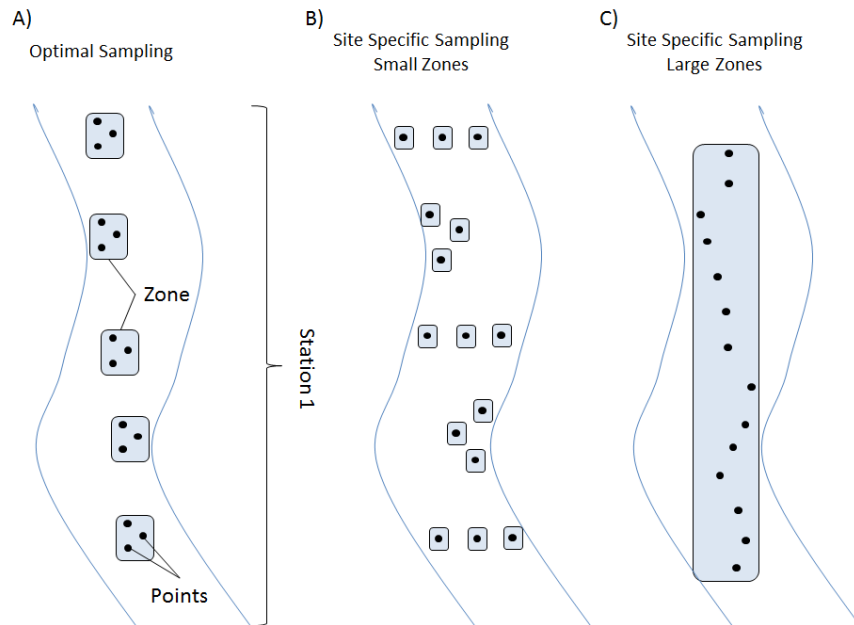 A)
Optimal Sampling
B)
Site Specific Sampling
Small Zones
C)
Site Specific Sampling
Large Zones
Zone
Station 1
Points